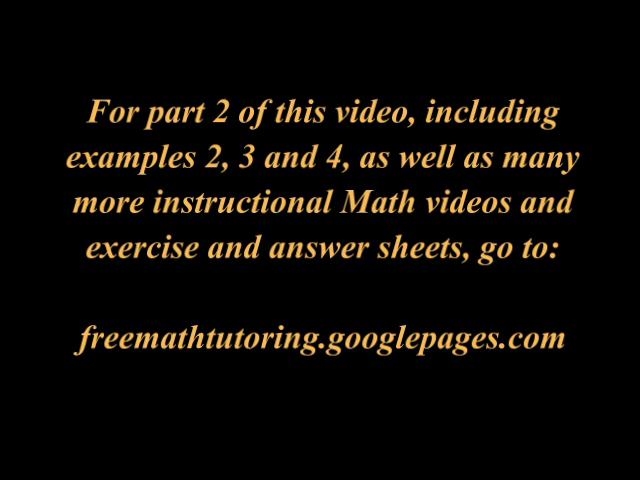 For part 2 of this video, including
examples 2, 3 and 4, as well as many
more instructional Math videos and
exercise and answer sheets, go to:
freemathtutoring.googlepages.com